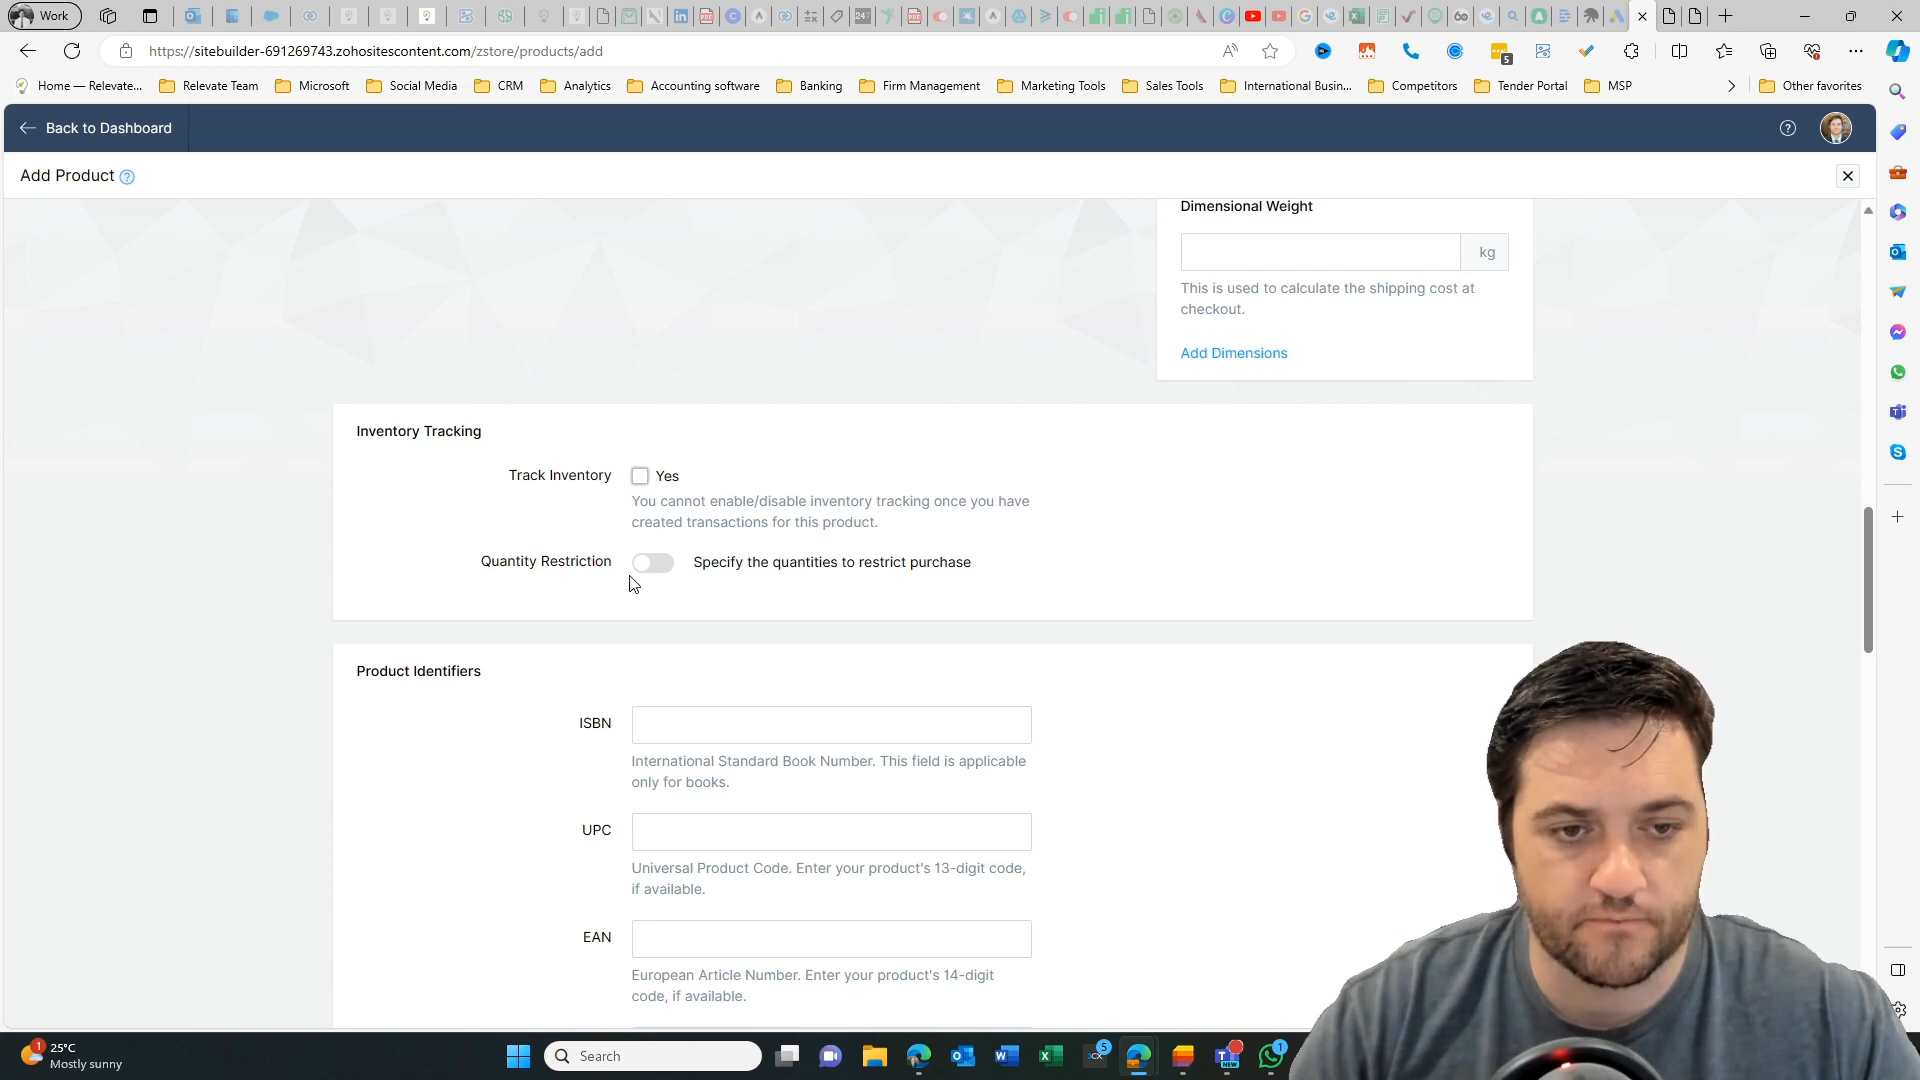 Work
https://sitebuilder-691269743.zohositescontent.com/zstore/products/add
5
Home — Relevate...
Relevate Team
Microsoft
Social Media
CRM
Analytics
Accounting software
Banking
Firm Management
Marketing Tools
Sales Tools
International Busin...
Competitors
Tender Portal
MSP
Other favorites
Back to Dashboard
Add Product
Dimensional Weight
kg
This is used to calculate the shipping cost at
checkout.
Add Dimensions
Inventory Tracking
Track Inventory
Yes
You cannot enable/disable inventory tracking once you have
created transactions for this product.
Quantity Restriction
Specify the quantities to restrict purchase
Product Identifiers
ISBN
International Standard Book Number. This field is applicable
only for books.
UPC
Universal Product Code. Enter your product's 13-digit code,
if available.
EAN
European Article Number. Enter your product's 14-digit
code, if available.
1
25°C
Mostly sunny
Search
5
NEW
1